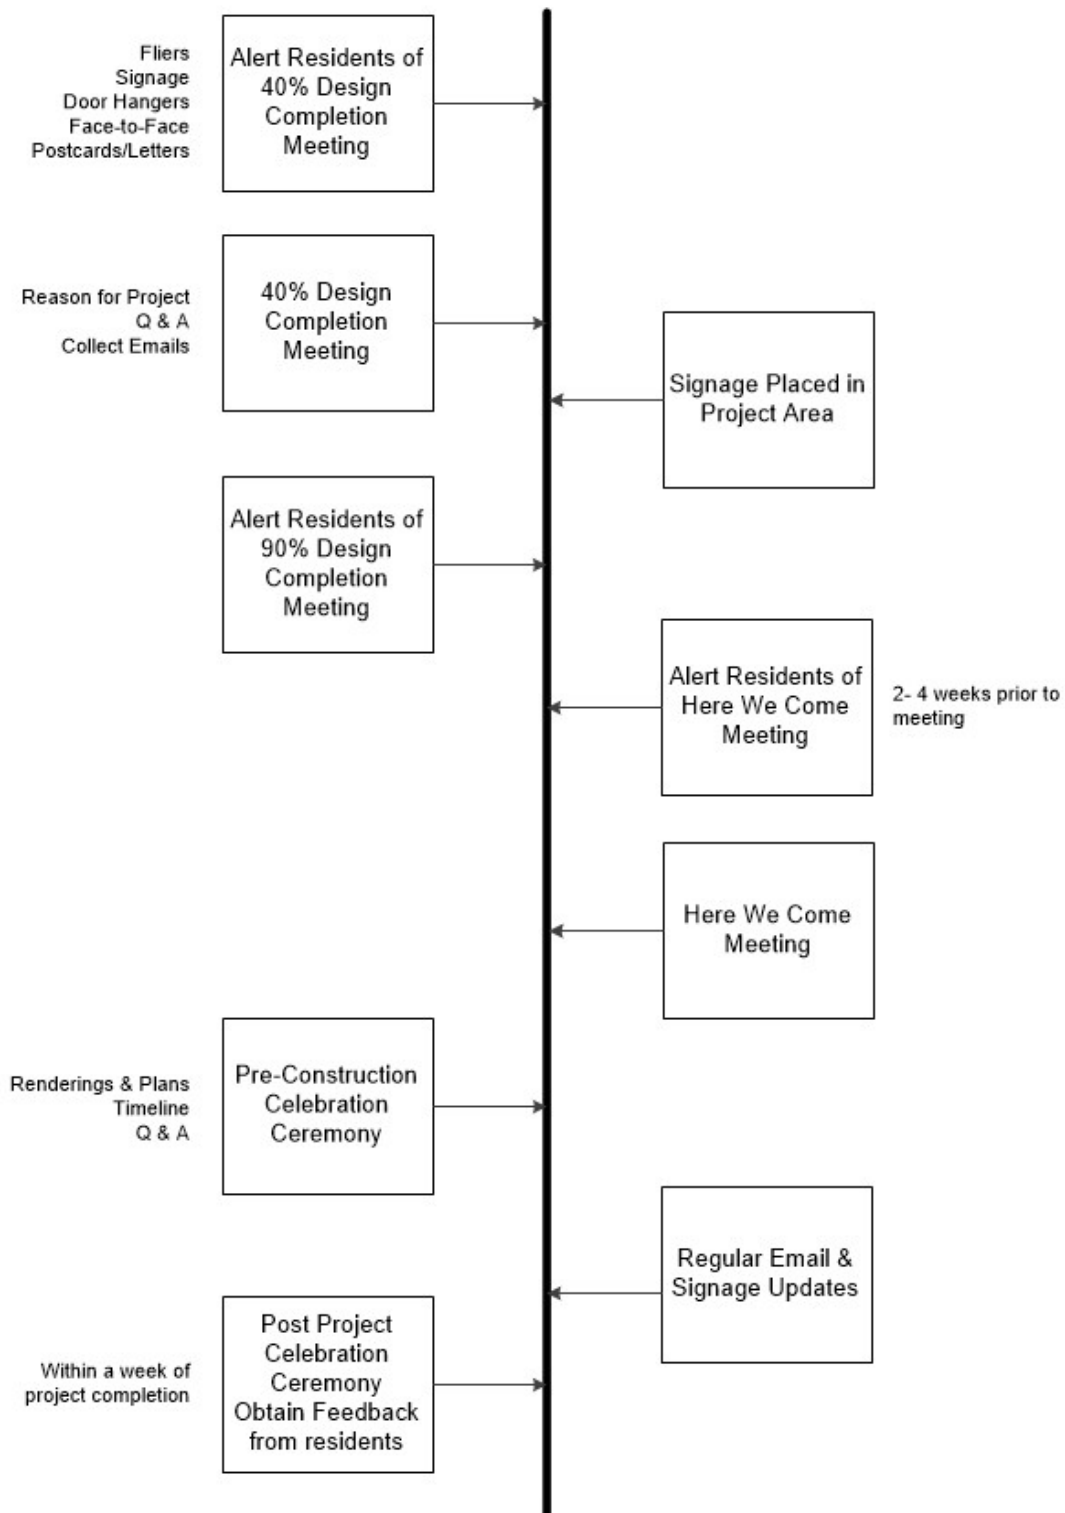 Fliers
Signage
Door Hangers
Face-to-Face
Postcards/Letters
Alert Residents of
40% Design
Completion
Meeting
Reason for Project
Q & A
Collect Emails
40% Design
Completion
Meeting
Signage Placed in
Project Area
Alert Residents of
90% Design
Completion
Meeting
Alert Residents of
Here We Come
Meeting
2- 4 weeks prior to
meeting
Here We Come
Meeting
Renderings & Plans
Timeline
Q & A
Pre-Construction
Celebration
Ceremony
Regular Email &
Signage Updates
Within a week of
project completion
Post Project
Celebration
Ceremony
Obtain Feedback
from residents